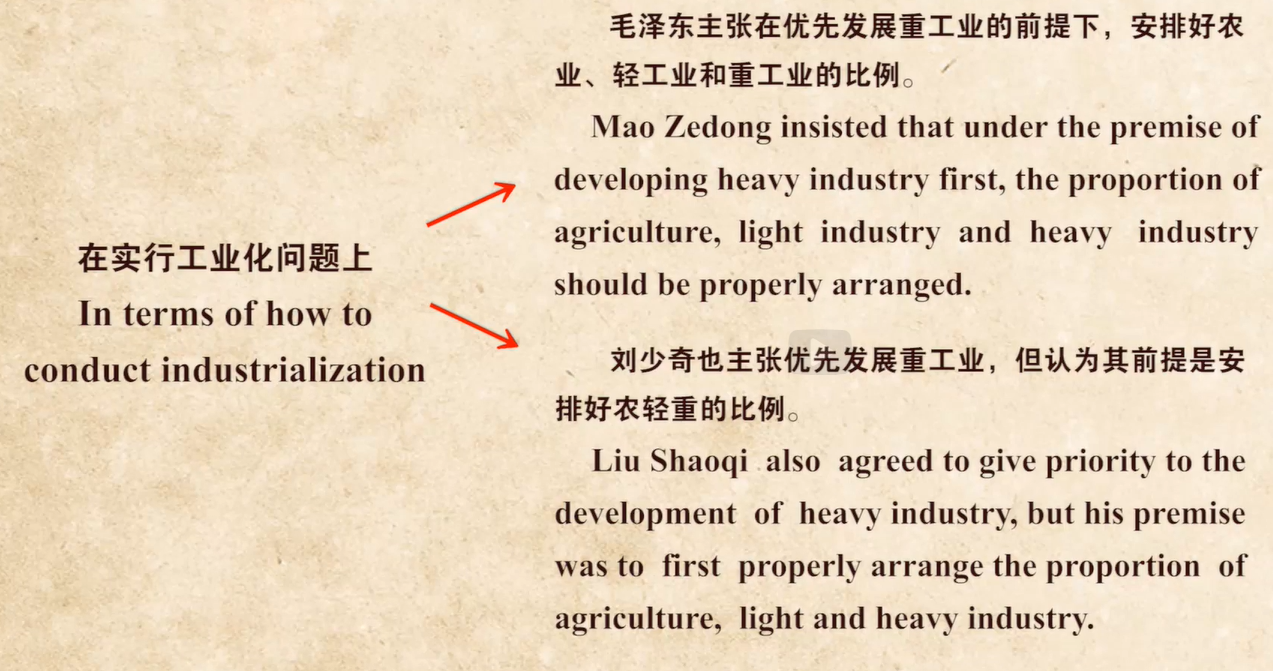 在实行工业化问题上
In terms of how to
conduct industrialization
毛泽东主张在优先发展重工业的前提下，安排好农
业、轻工业和重工业的比例。
Mao Zedong insisted that under the premise of
developing heavy industry first, the proportion of
agriculture, light industry and heavy industry
should be properly arranged.
刘少奇也主张优先发展重工业，但认为其前提是安
排好农轻重的比例。
Liu Shaoqi also agreed to give priority to the
development of heavy industry, but his premise
was to first properly arrange the proportion of
agriculture, light and heavy industry.